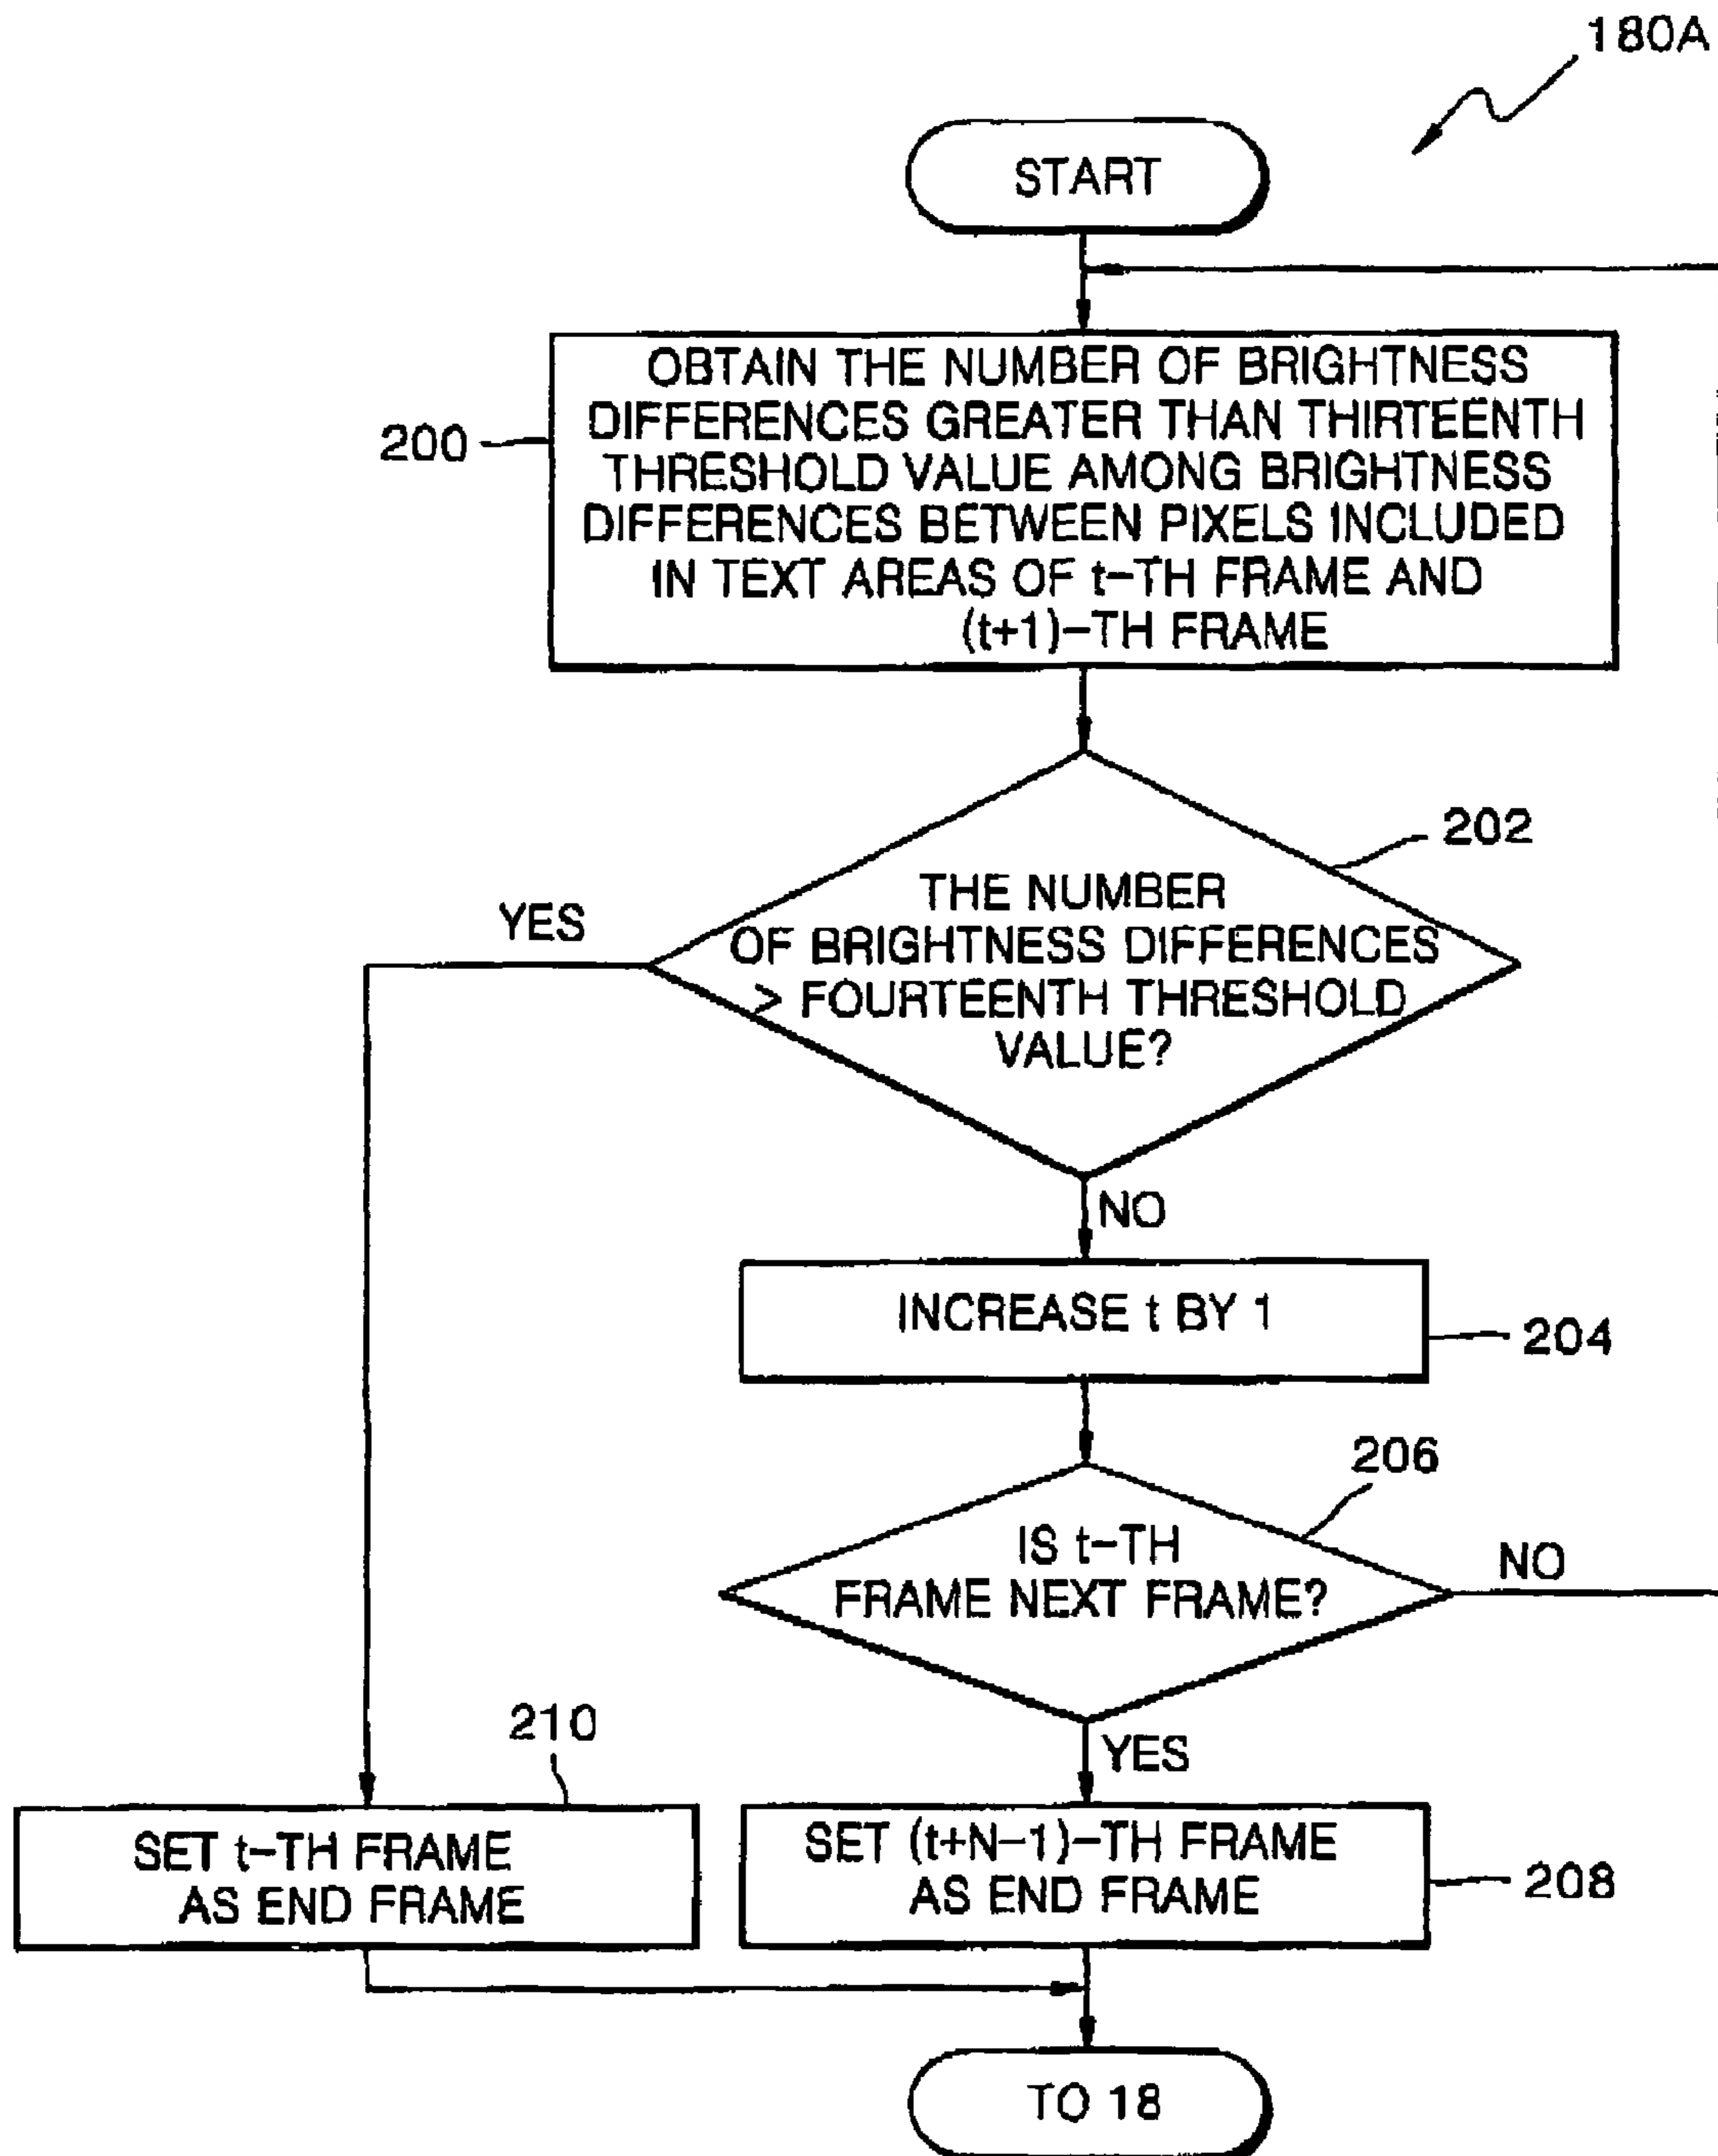 180A
START
200
OBTAIN THE NUMBER OF BRIGHTNESS
DIFFERENCES GREATER THAN THIRTEENTH
THRESHOLD VALUE AMONG BRIGHTNESS
DIFFERENCES BETWEEN PIXELS INCLUDED
IN TEXT AREAS OF t-TH FRAME AND
(t+1)-TH FRAME
202
THE NUMBER
OF BRIGHTNESS DIFFERENCES
> FOURTEENTH THRESHOLD
VALUE?
YES
NO
INCREASE t BY 1
204
206
IS t-TH
FRAME NEXT FRAME?
NO
YES
210
SET t-TH FRAME
AS END FRAME
SET (t+N-1)-TH FRAME
AS END FRAME
208
TO 18